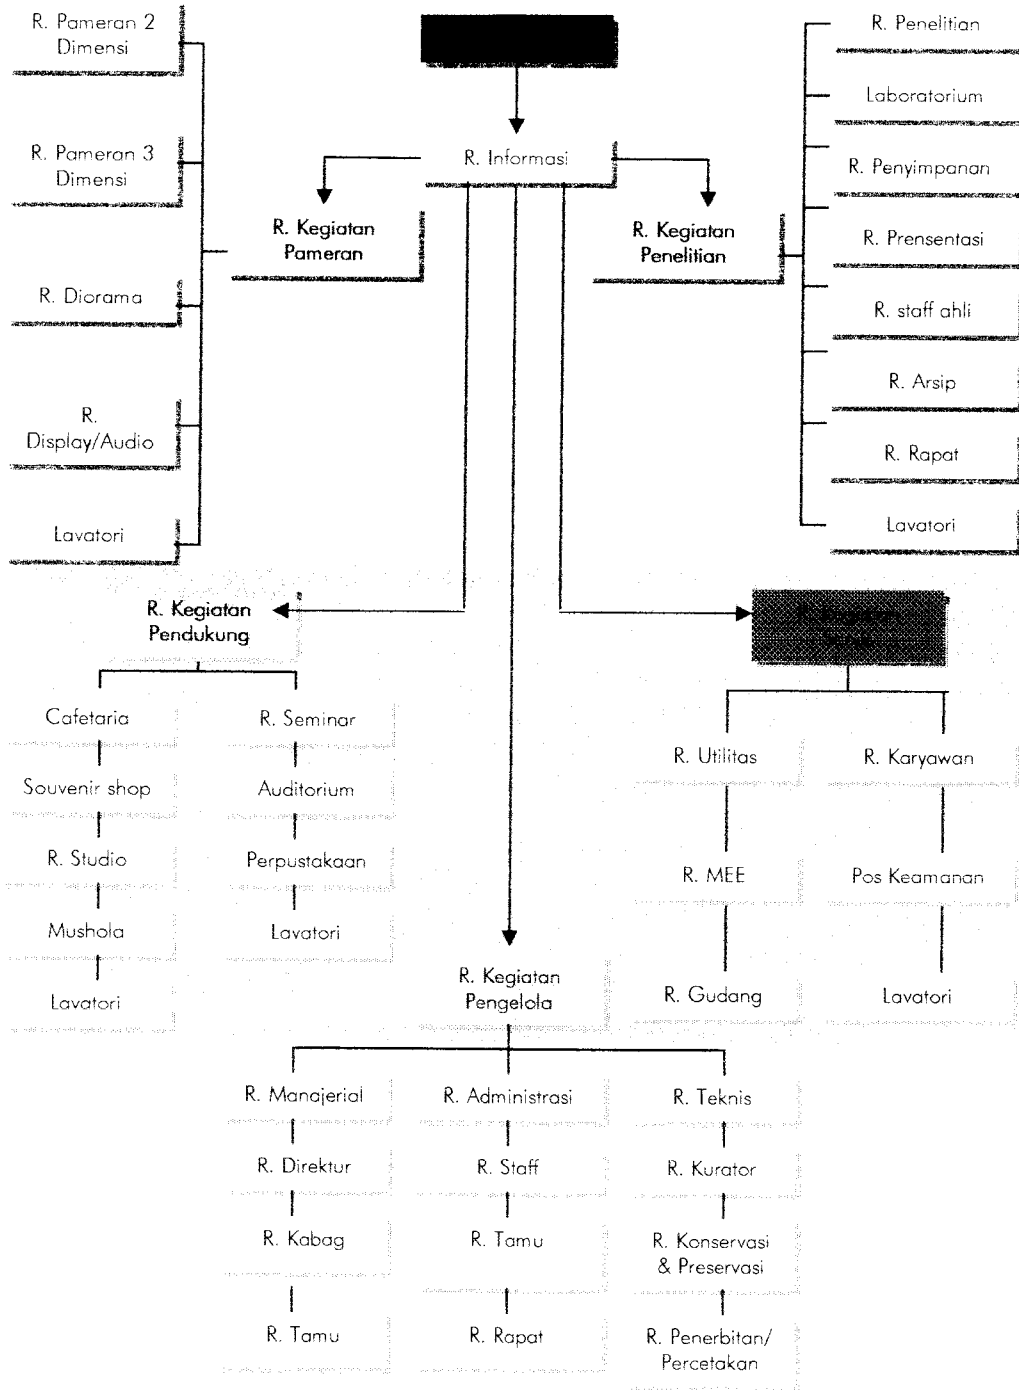 R. Pameran 2
Dimensi
R. Pameran 3
Dimensi
R. Diorama
R.
Display/Audio
Lavatori
R. Informasi
R. Kegiatan
Pameran
R. Kegiatan
Penelitian
R. Penelitian
Laboratorium
R. Penyimpanan
R. Prensentasi
R. staff ahli
R. Arsip
R. Rapat
Lavatori
R. Kegiatan
Pendukung
Cafetaria
Souvenir shop
R. Studio
Mushola
Lavatori
R. Seminar
Auditorium
Perpustakaan
Lavatori
R. Kegiatan
R. Utilitas
R. MEE
R. Gudang
R. Karyawan
Pos Keamanan
Lavatori
R. Kegiatan
Pengelola
R. Manajerial
R. Direktur
R. Kabag
R. Tamu
R. Administrasi
R. Staff
R. Tamu
R. Rapat
R. Teknis
R. Kurator
R. Konservasi
& Preservasi
R. Penerbitan/
Percetakan